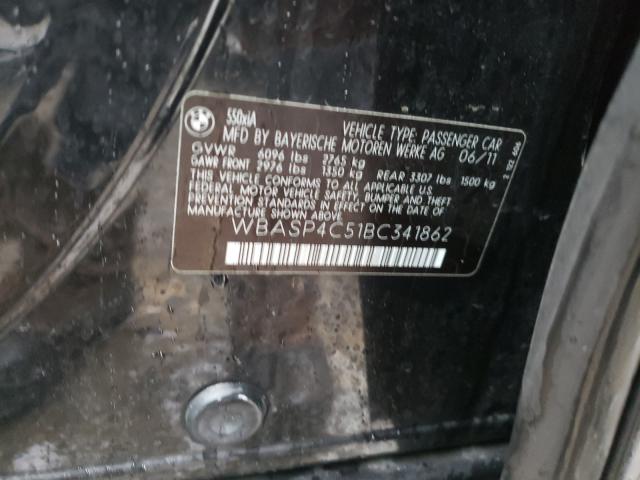 BMW
550xiA
VEHICLE TYPE: PASSENGER CAR
MFD BY BAYERISCHE MOTOREN WERKE AG 06/11
GVWR 6096 lbs 2765 kg
GAWR FRONT 2976 lbs 1350 kg REAR 3307 lbs 1500 kg
THIS VEHICLE CONFORMS TO ALL APPLICABLE
FEDERAL MOTOR VEHICLE SAFETY, BUMPER AND THEFT
PREVENTION STANDARDS IN EFFECT ON THE DATE OF
MANUFACTURE SHOWN ABOVE.
WBASP4C51BC341862